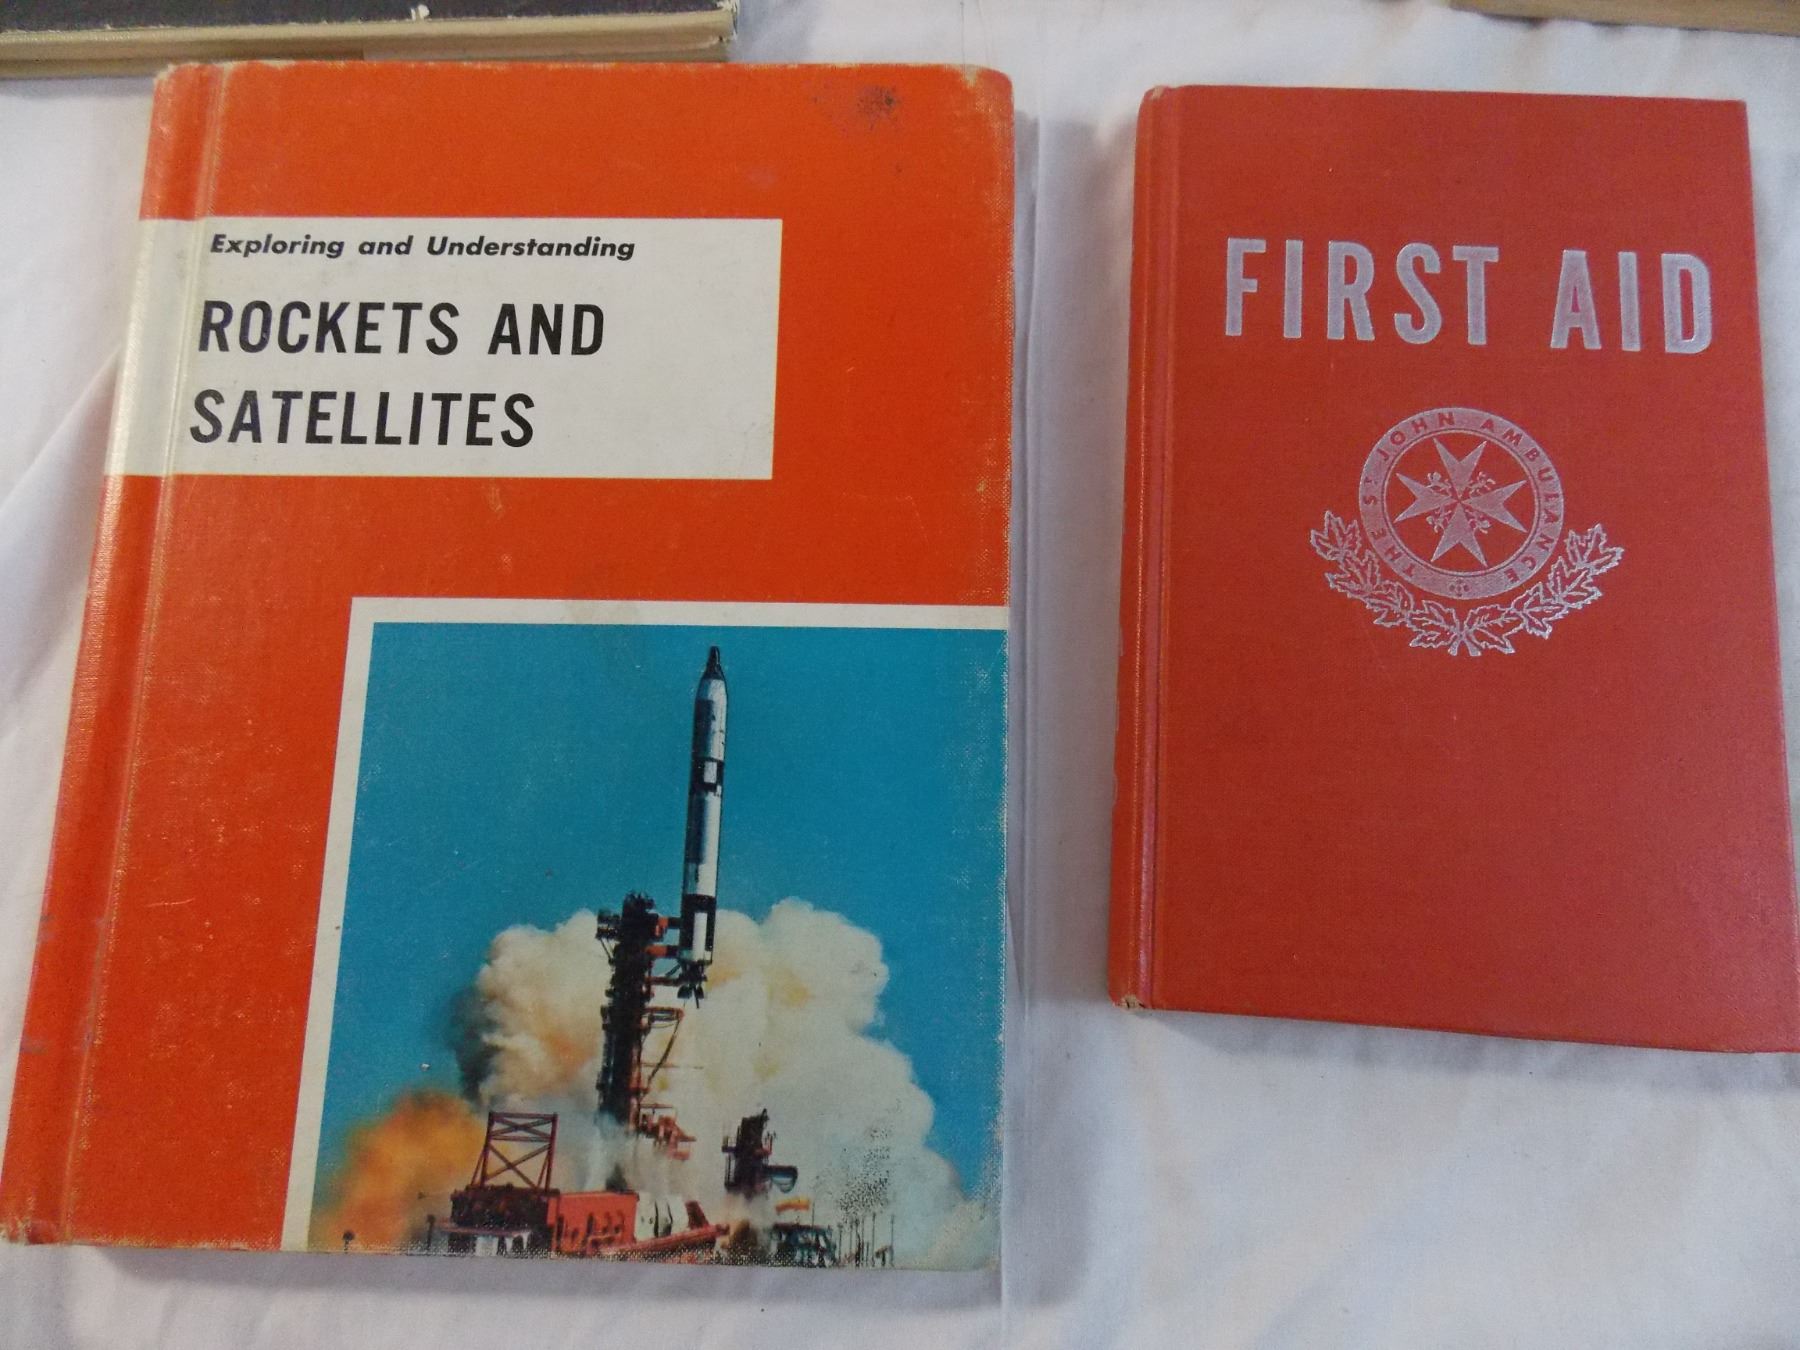 Exploring and Understanding
ROCKETS AND
SATELLITES
FIRST AID
THE ST JOHN AMBULANCE